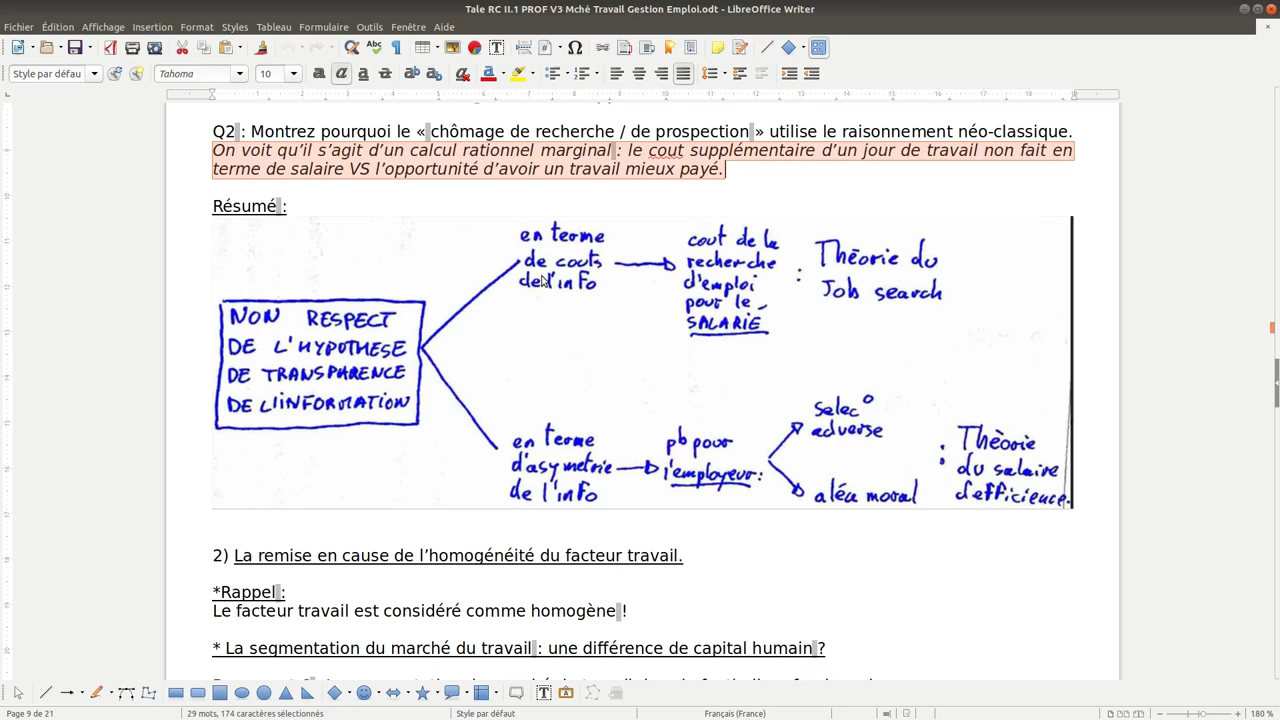 Tale RC II.1 PROF V3 Mché Travail Gestion Emploi.odt - LibreOffice Writer
Fichier Édition Affichage Insertion Format Styles Tableau Formulaire Outils Fenêtre Aide
Style par défau Tahoma 10
Q2 : Montrez pourquoi le « chômage de recherche / de prospection » utilise le raisonnement néo-classique.
On voit qu'il s'agit d'un calcul rationnel marginal : le cout supplémentaire d'un jour de travail non fait en
terme de salaire VS l'opportunité d'avoir un travail mieux payé.
Résumé :
en terme
de couts
de l'info
cout de la
recherche
d'emploi
pour le
SALARIE
: Théorie du
Job search
NON RESPECT
DE L'HYPOTHESE
DE TRANSPARENCE
DE L'INFORMATION
en terme
d'asymetrie
de l'info
pb pour
l'employeur :
selec°
adverse
aléa moral
: Théorie
du salaire
d'efficience.
2) La remise en cause de l'homogénéité du facteur travail.
*Rappel :
Le facteur travail est considéré comme homogène !
* La segmentation du marché du travail : une différence de capital humain ?
Page 9 de 21 29 mots, 174 caractères sélectionnés Style par défaut Français (France) 180 %